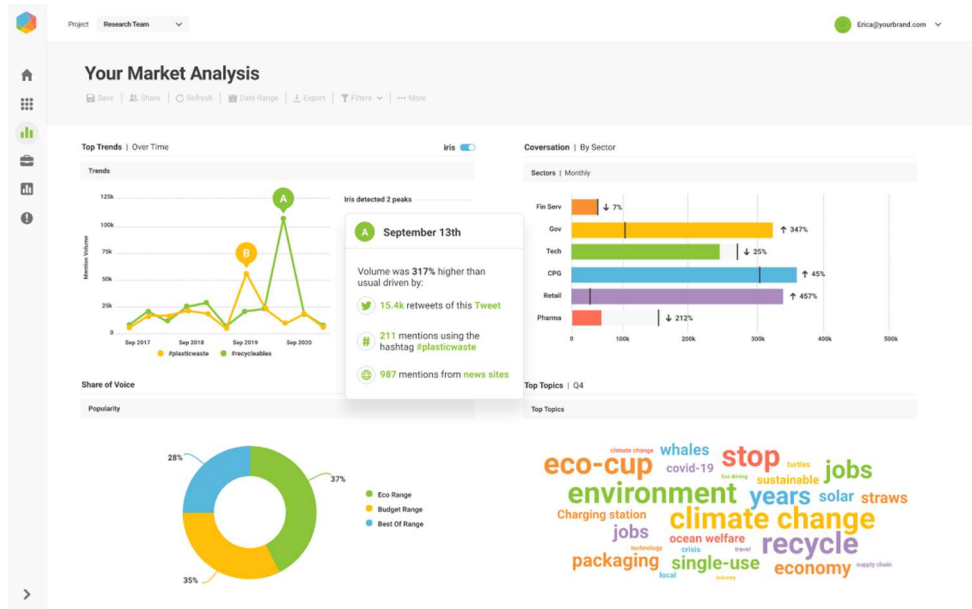 Project Research Team
Erica@yourbrand.com
Your Market Analysis
Save | Share | Refresh | Date Range | Export | Filters | More
Top Trends | Over Time
iris
Trends
Iris detected 2 peaks
125k
100k
75k
50k
25k
0
Mention Volume
A
B
Sep 2017 Sep 2018 Sep 2019 Sep 2020
#plasticwaste #recycleables
A September 13th
Volume was 317% higher than
usual driven by:
15.4k retweets of this Tweet
# 211 mentions using the
hashtag #plasticwaste
987 mentions from news sites
Coversation | By Sector
Sectors | Monthly
Fin Serv 7%
Gov 347%
Tech 25%
CPG 45%
Retail 457%
Pharma 212%
0 100k 200k 300k 400k 500k
Share of Voice
Popularity
28%
37%
35%
Eco Range
Budget Range
Best Of Range
Top Topics | Q4
Top Topics
climate change whales stop
eco-cup covid-19 turtles jobs
sustainable
environment years solar straws
Charging station climate change
jobs ocean welfare recycle
technology crisis travel
packaging single-use economy supply chain
local industry